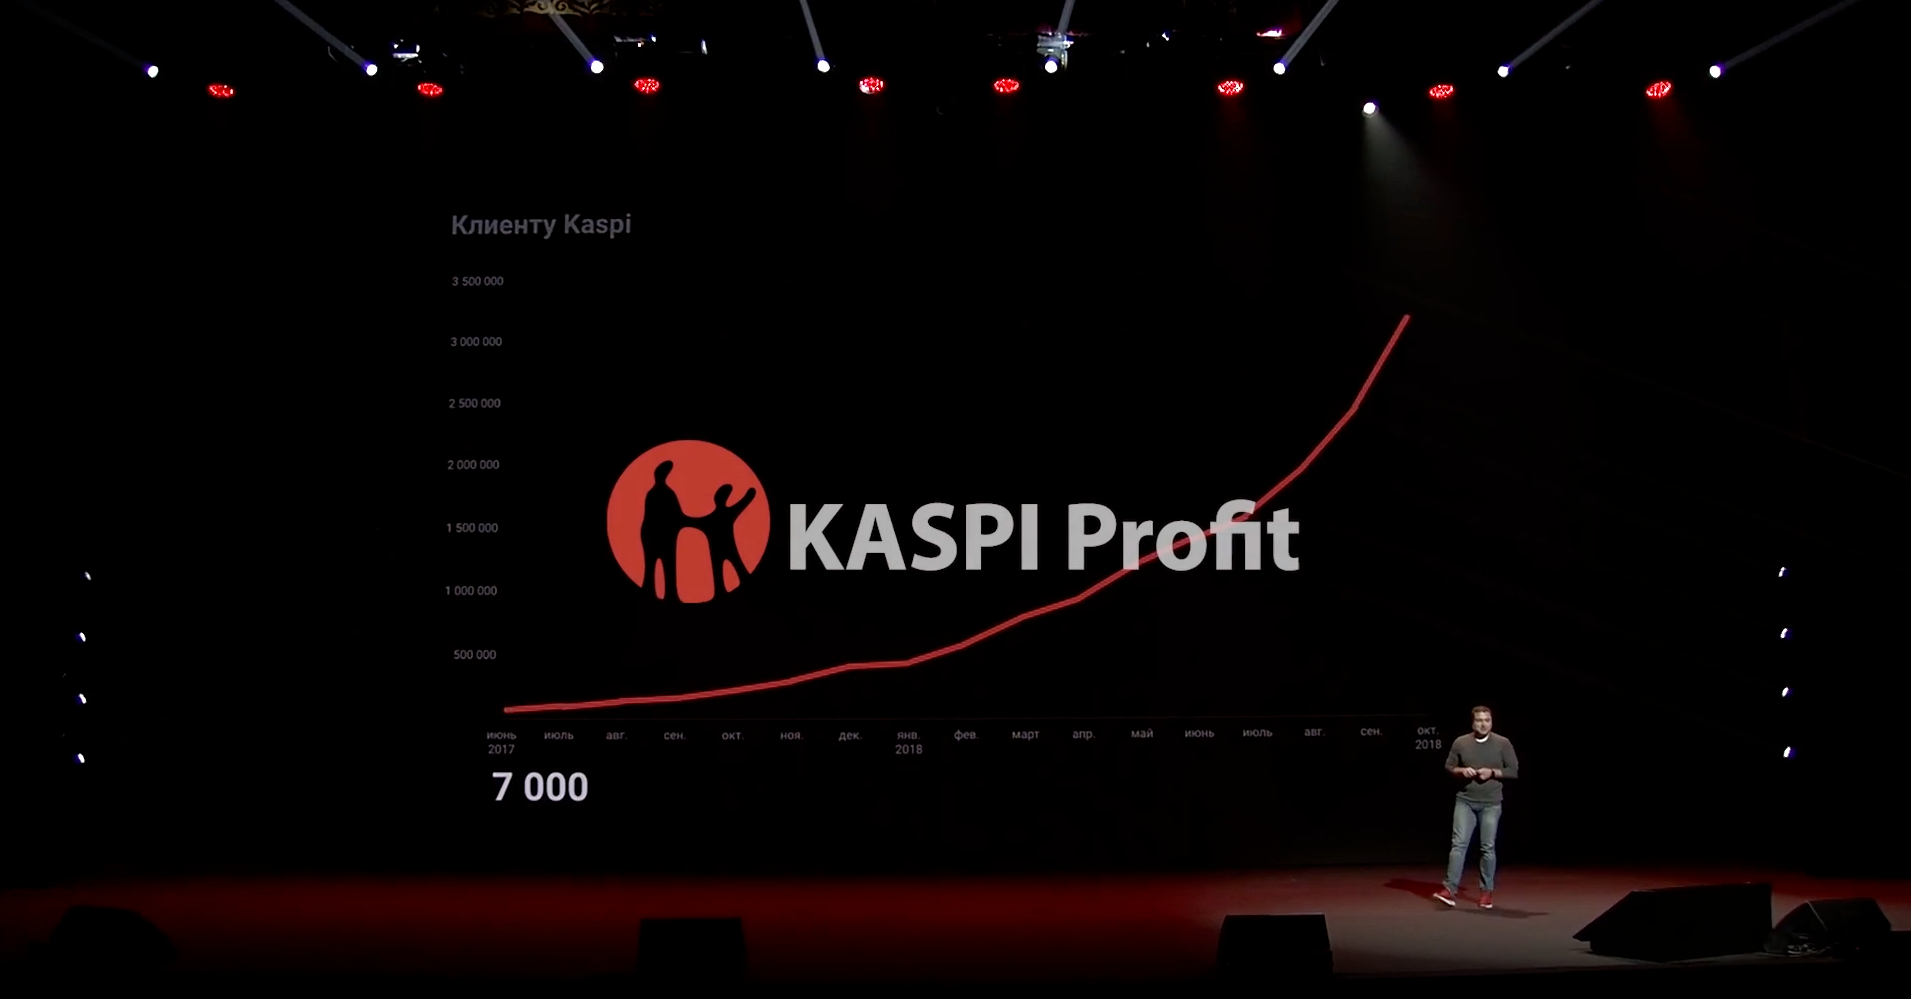 Клиенту Kaspi
3 500 000
3 000 000
2 500 000
2 000 000
1 500 000
1 000 000
500 000
KASPI Profit
июнь июль авг. сен. окт. ноя. дек. янв. фев. март апр. май июнь июль авг. сен. окт.
2017 2018 2018
7 000